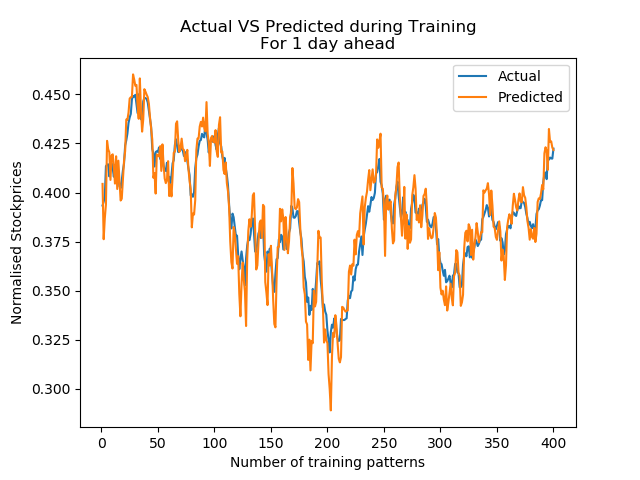 Actual VS Predicted during Training
For 1 day ahead
Actual
Predicted
Normalised Stockprices
0.450
0.425
0.400
0.375
0.350
0.325
0.300
0 50 100 150 200 250 300 350 400
Number of training patterns